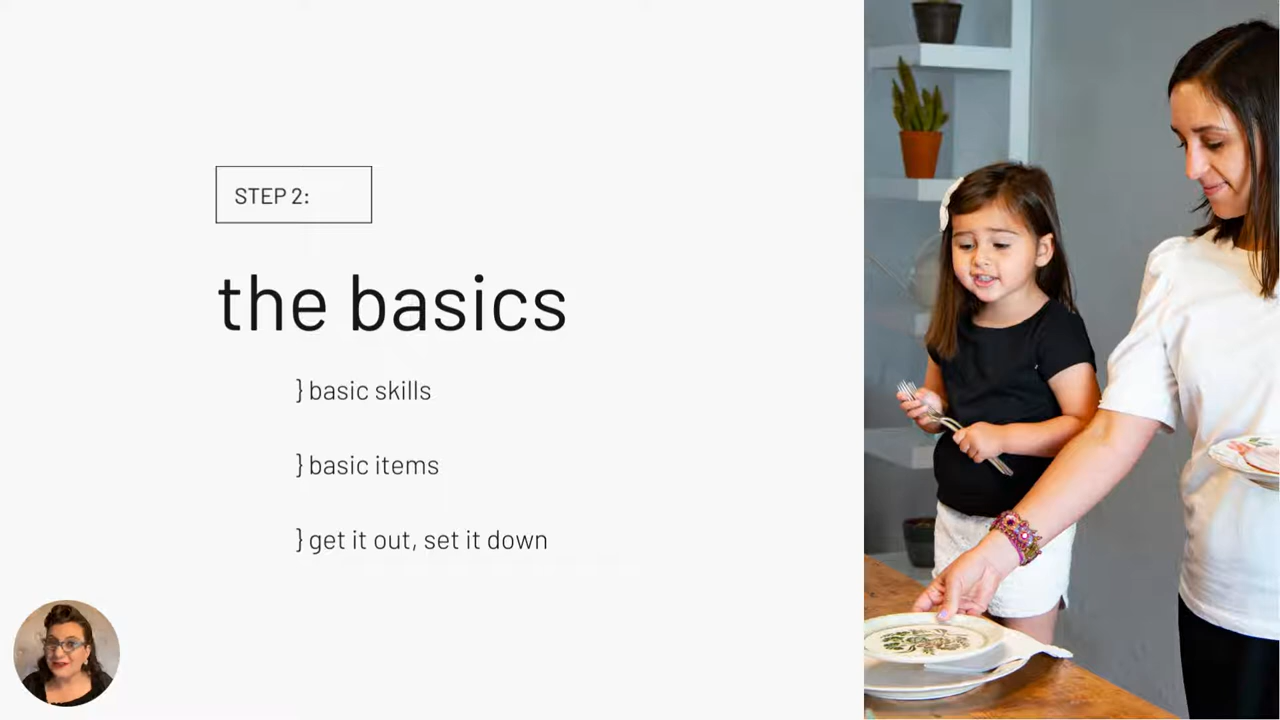 STEP 2:
the basics
} basic skills
} basic items
} get it out, set it down